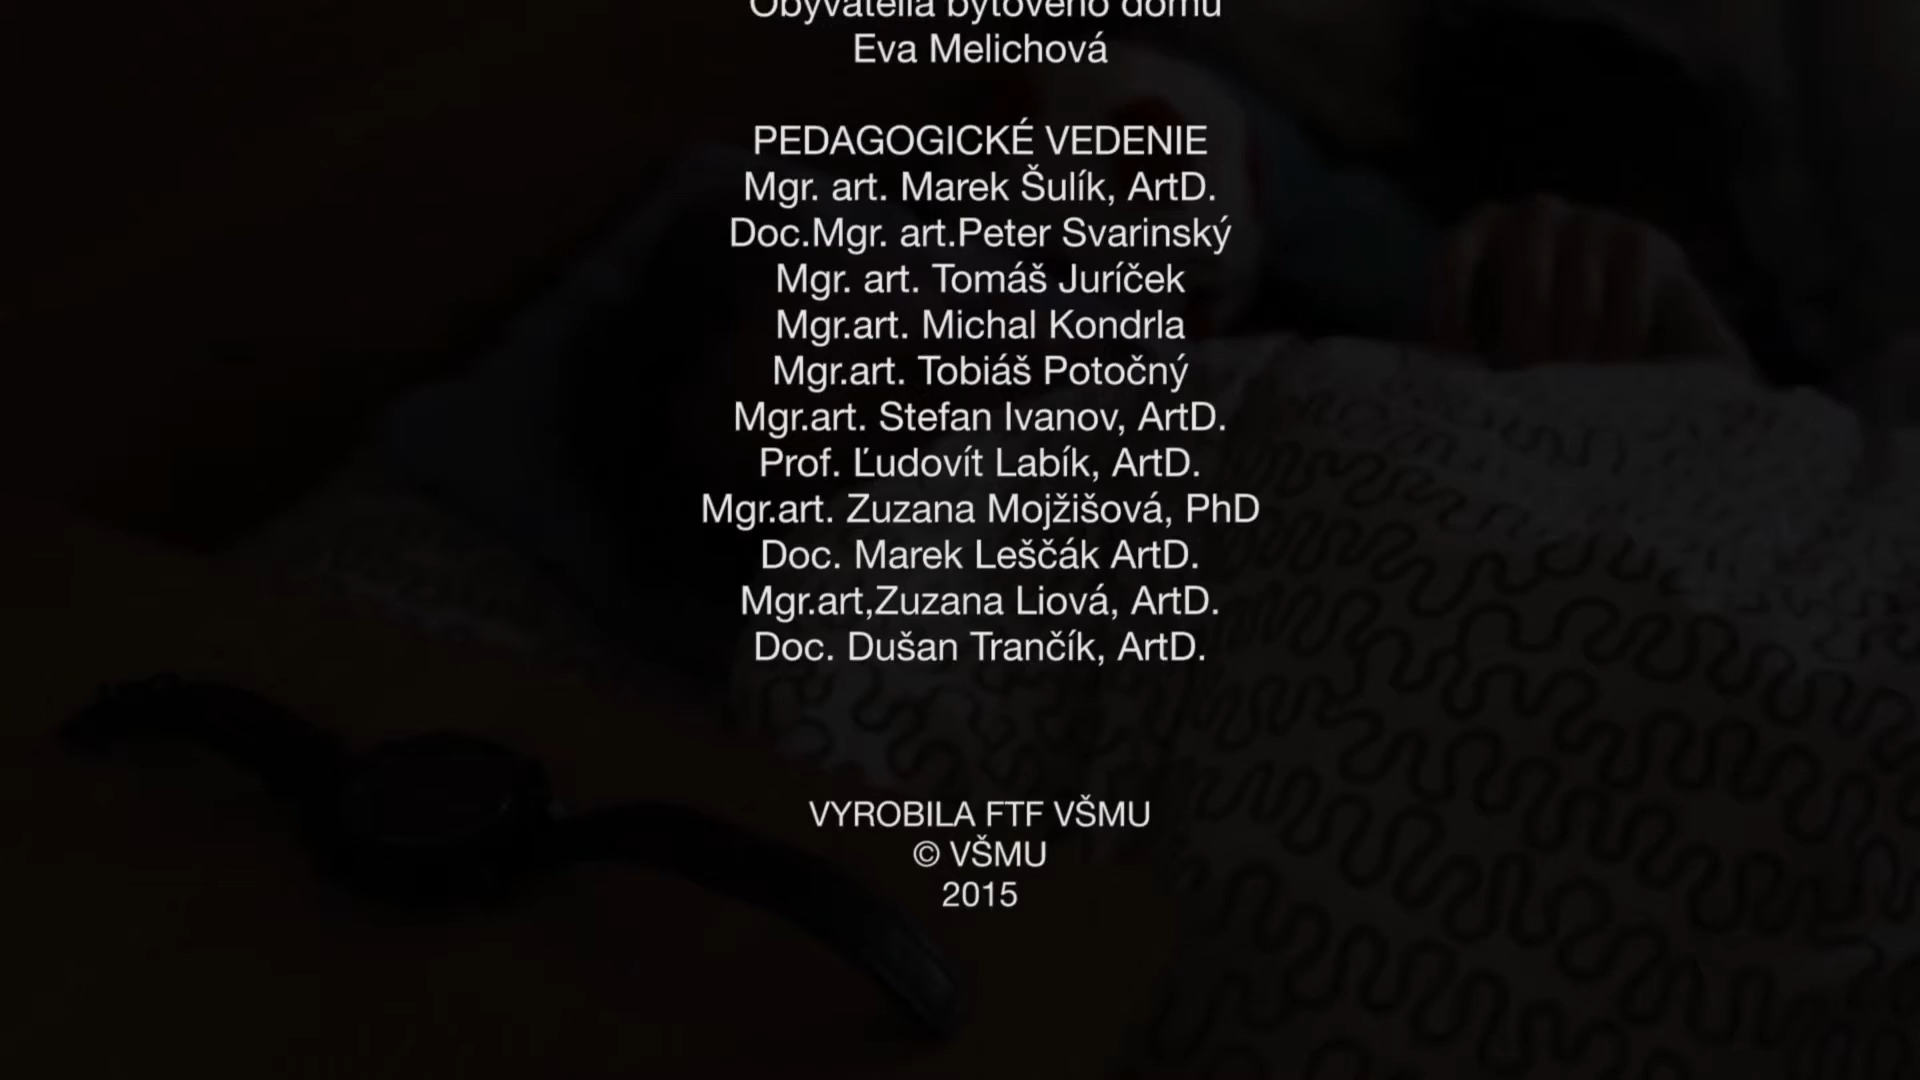 Obyvatelia bytového domu
Eva Melichová
PEDAGOGICKÉ VEDENIE
Mgr. art. Marek Šulík, ArtD.
Doc.Mgr. art.Peter Svarinský
Mgr. art. Tomáš Juríček
Mgr.art. Michal Kondrla
Mgr.art. Tobiáš Potočný
Mgr.art. Stefan Ivanov, ArtD.
Prof. Ľudovít Labík, ArtD.
Mgr.art. Zuzana Mojžišová, PhD
Doc. Marek Leščák ArtD.
Mgr.art,Zuzana Liová, ArtD.
Doc. Dušan Trančík, ArtD.
VYROBILA FTF VŠMU
© VŠMU
2015